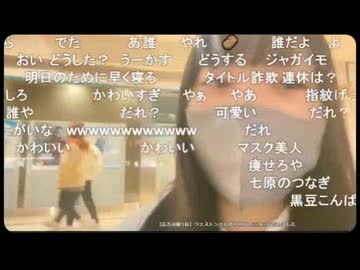 ら でた あ誰 やれ 🥔 誰だよ よ
おい どうした? うーかす どうする ジャガイモ
明日のために早く寝る タイトル詐欺 連休は?
しろ かわいすぎ やぁ やあ 指紋げ
誰や だれ? 可愛い だれ?
がいな wwwwwwwwwwwww だれ
かわいい かわいい マスク美人
痩せろや
七原のつなぎ
黒豆こんぱ